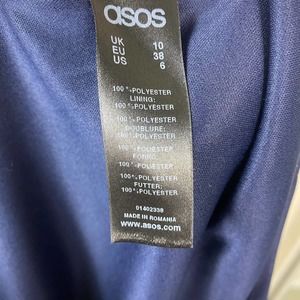 asos
UK 10
EU 38
US 6
100%POLYESTER
LINING:
100%POLYESTER
100%POLYESTER
DOUBLURE:
100%POLYESTER
100%POLYESTER
100%POLYESTER
100%POLYESTER
FUTTER:
100%POLYESTER
01402338
MADE IN ROMANIA
www.asos.com